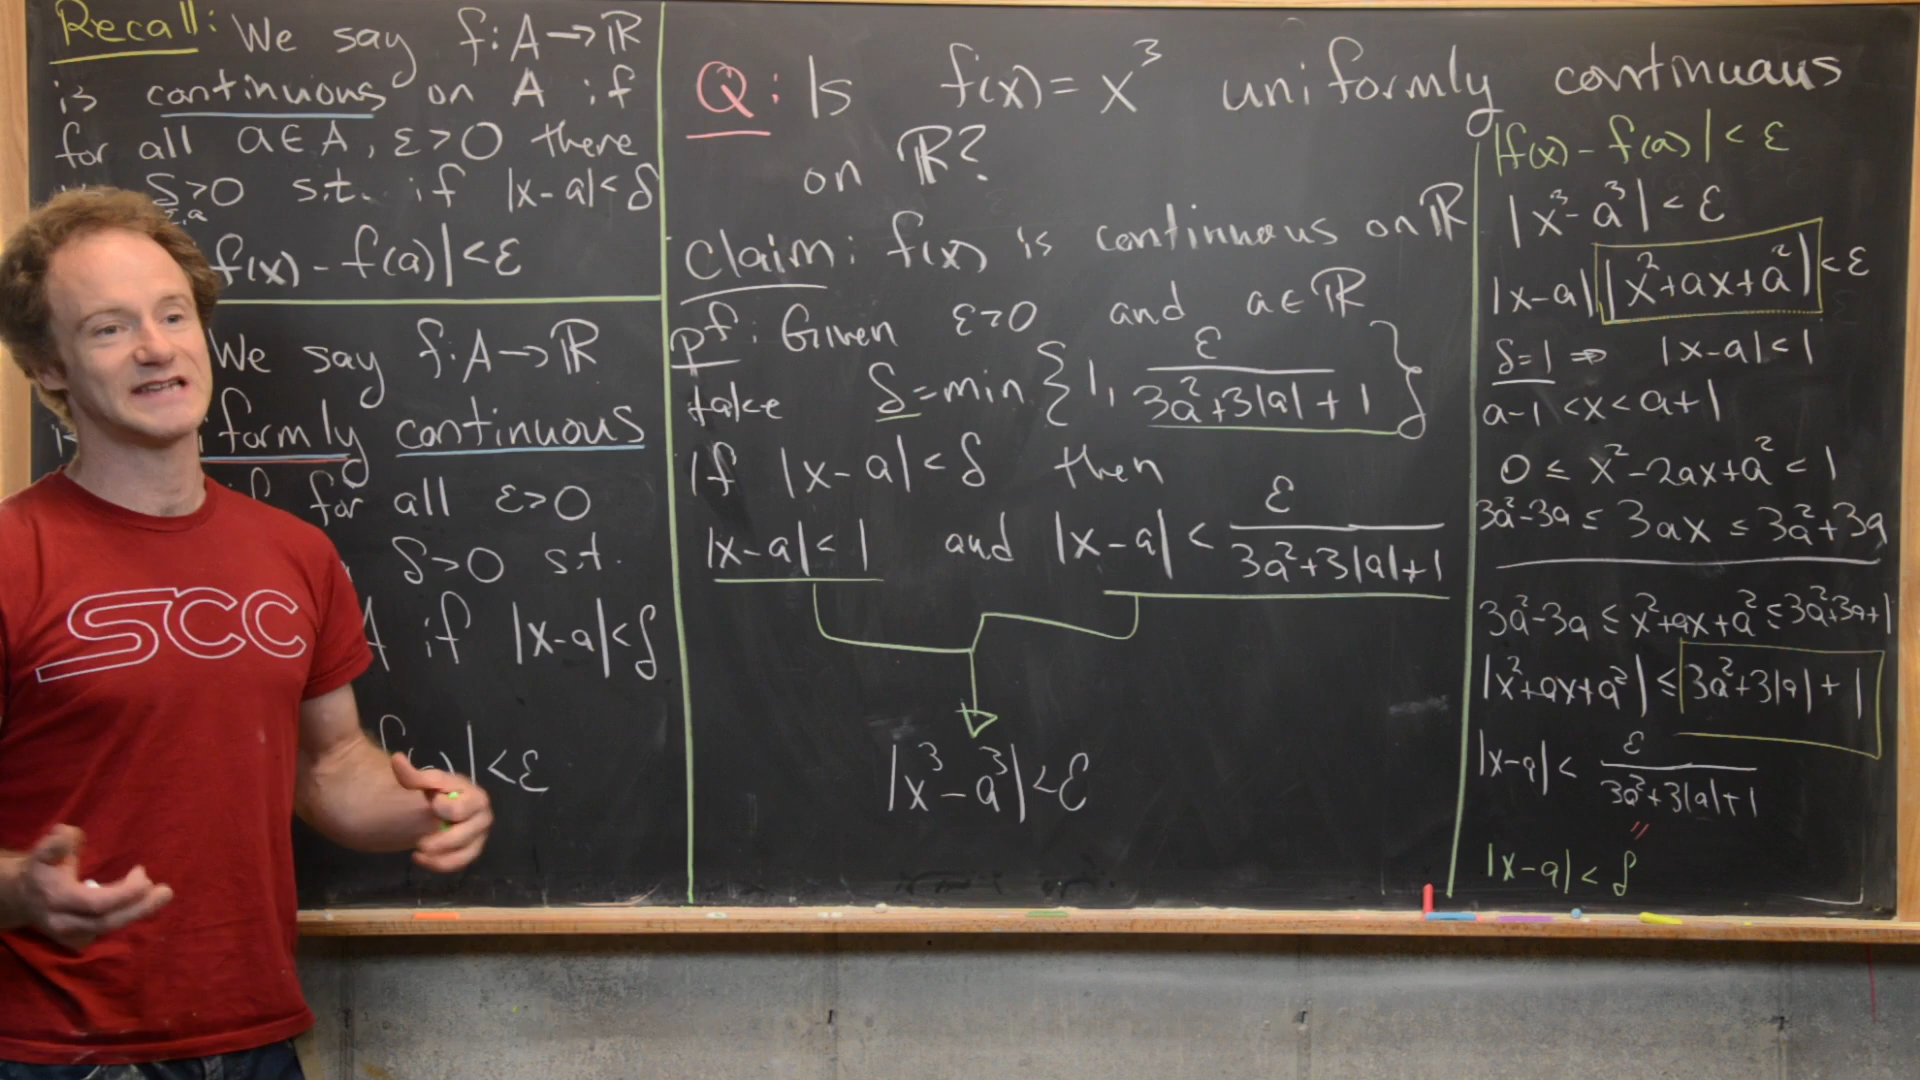 Recall: We say f: A → ℝ
is continuous on A if
for all a ∈ A, ε > 0 there
δ > 0 s.t. if |x-a| < δ
f(x) - f(a)| < ε
We say f: A → ℝ
iformly continuous
if for all ε > 0
δ > 0 s.t.
A if |x-a| < δ
f(a)| < ε
SCC
Q: Is f(x) = x³ uniformly continuous
on ℝ?
Claim: f(x) is continuous on ℝ
pf: Given ε > 0 and a ∈ ℝ
take δ = min {1, ε/(3a²+3|a|+1)}
If |x-a| < δ then
|x-a| < 1 and |x-a| < ε/(3a²+3|a|+1)
|x³-a³| < ε
|f(x) - f(a)| < ε
|x³-a³| < ε
|x-a||x²+ax+a²| < ε
δ=1 ⇒ |x-a| < 1
a-1 < x < a+1
0 ≤ x²-2ax+a² < 1
3a²-3a ≤ 3ax ≤ 3a²+3a
3a²-3a ≤ x²+ax+a² ≤ 3a²+3a+1
|x²+ax+a²| ≤ 3a²+3|a|+1
|x-a| < ε/(3a²+3|a|+1)
"
|x-a| < δ